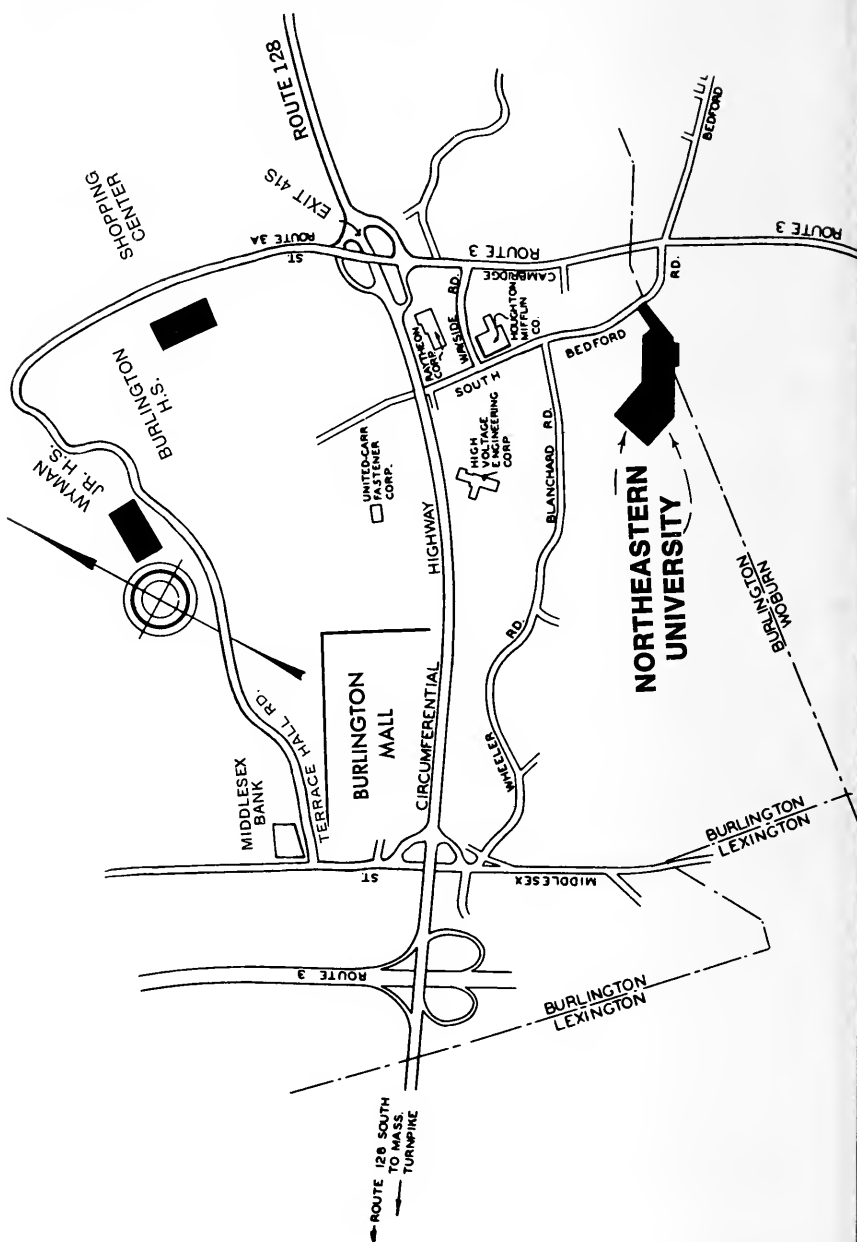 ROUTE 128
SHOPPING
CENTER
EXIT 41S
ROUTE 3A
ST.
BURLINGTON
H.S.
WYMAN
JR. H.S.
ROUTE 3
CAMBRIDGE
WAYSIDE RD.
RAYTHEON
CORP.
HOUGHTON
MIFFLIN
CO.
SOUTH
BEDFORD
RD.
BEDFORD
ROUTE 3
UNITED-CARR
FASTENER
CORP.
HIGH
VOLTAGE
ENGINEERING
CORP
HIGHWAY
CIRCUMFERENTIAL
BLANCHARD RD.
WHEELER RD.
NORTHEASTERN
UNIVERSITY
BURLINGTON
WOBURN
BURLINGTON
MALL
TERRACE HALL RD.
MIDDLESEX
BANK
ST.
MIDDLESEX
BURLINGTON
LEXINGTON
ROUTE 3
BURLINGTON
LEXINGTON
ROUTE 128 SOUTH
TO MASS.
TURNPIKE